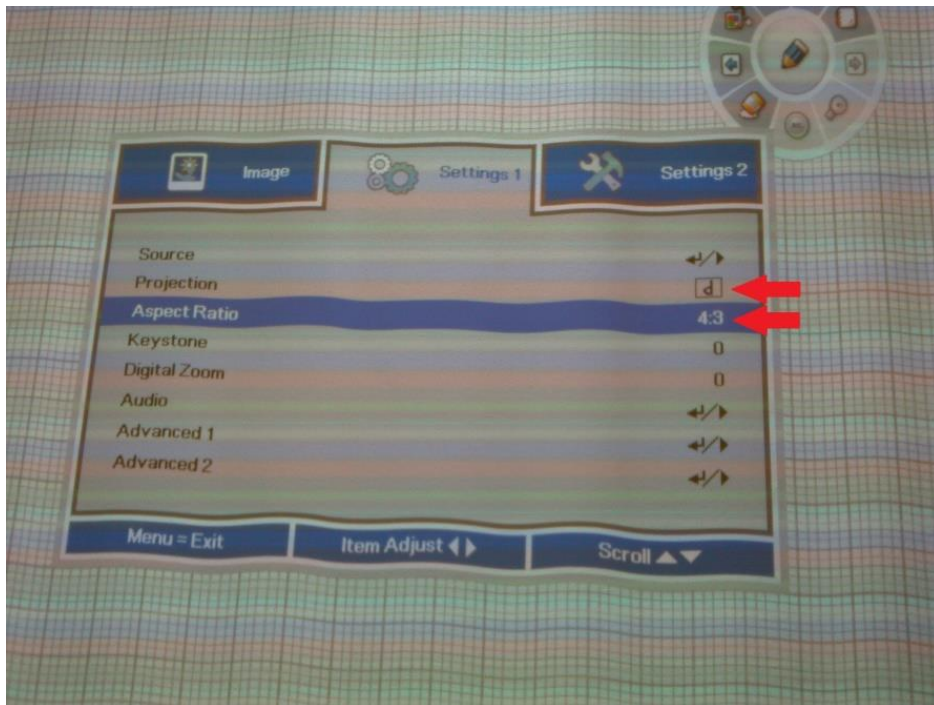 Image
Settings 1
Settings 2
Source
Projection d
Aspect Ratio 4:3
Keystone 0
Digital Zoom 0
Audio
Advanced 1
Advanced 2
Menu = Exit
Item Adjust
Scroll